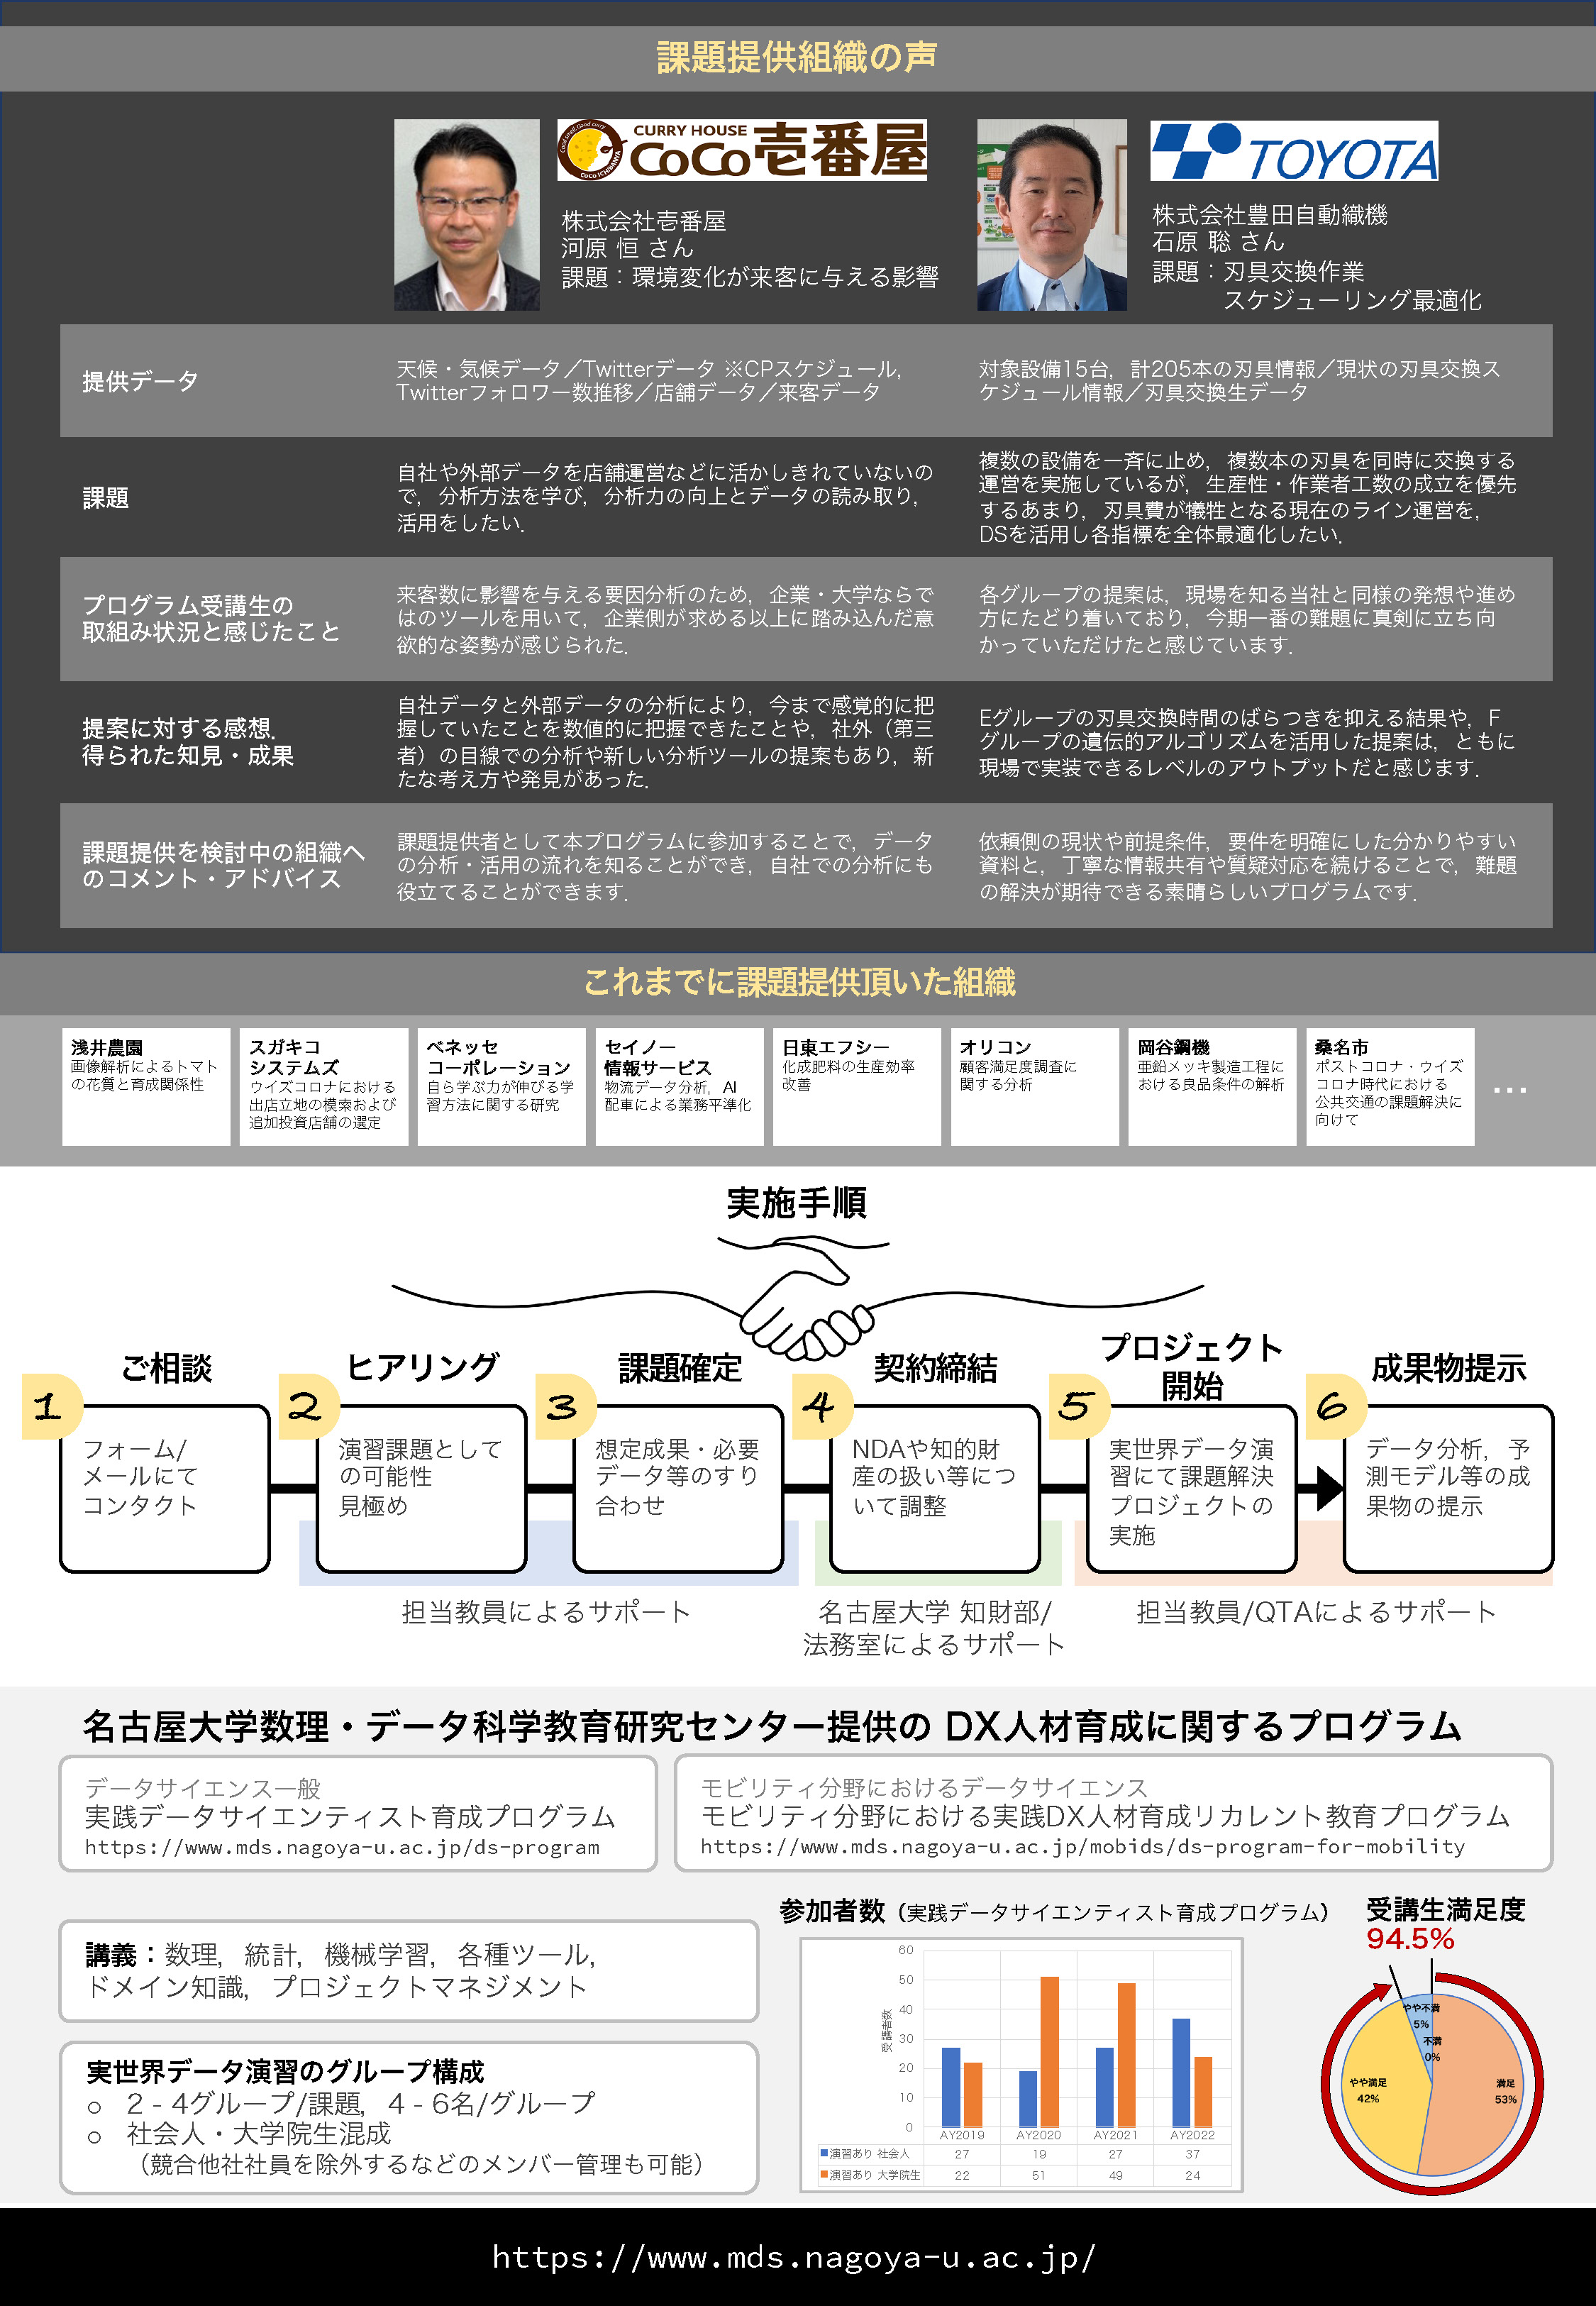 課題提供組織の声
Good smell, Good curry
CoCo ICHIBANYA
CURRY HOUSE
CoCo壱番屋
株式会社壱番屋
河原 恒 さん
課題：環境変化が来客に与える影響
TOYOTA
株式会社豊田自動織機
石原 聡 さん
課題：刃具交換作業
スケジューリング最適化
提供データ
天候・気候データ／Twitterデータ ※CPスケジュール，
Twitterフォロワー数推移／店舗データ／来客データ
対象設備15台，計205本の刃具情報／現状の刃具交換ス
ケジュール情報／刃具交換生データ
課題
自社や外部データを店舗運営などに活かしきれていないの
で，分析方法を学び，分析力の向上とデータの読み取り，
活用をしたい．
複数の設備を一斉に止め，複数本の刃具を同時に交換する
運営を実施しているが，生産性・作業者工数の成立を優先
するあまり，刃具費が犠牲となる現在のライン運営を，
DSを活用し各指標を全体最適化したい．
プログラム受講生の
取組み状況と感じたこと
来客数に影響を与える要因分析のため，企業・大学ならで
はのツールを用いて，企業側が求める以上に踏み込んだ意
欲的な姿勢が感じられた．
各グループの提案は，現場を知る当社と同様の発想や進め
方にたどり着いており，今期一番の難題に真剣に立ち向
かっていただけたと感じています．
提案に対する感想．
得られた知見・成果
自社データと外部データの分析により，今まで感覚的に把
握していたことを数値的に把握できたことや，社外（第三
者）の目線での分析や新しい分析ツールの提案もあり，新
たな考え方や発見があった．
Eグループの刃具交換時間のばらつきを抑える結果や，F
グループの遺伝的アルゴリズムを活用した提案は，ともに
現場で実装できるレベルのアウトプットだと感じます．
課題提供を検討中の組織へ
のコメント・アドバイス
課題提供者として本プログラムに参加することで，データ
の分析・活用の流れを知ることができ，自社での分析にも
役立てることができます．
依頼側の現状や前提条件，要件を明確にした分かりやすい
資料と，丁寧な情報共有や質疑対応を続けることで，難題
の解決が期待できる素晴らしいプログラムです．
これまでに課題提供頂いた組織
浅井農園
画像解析によるトマト
の花質と育成関係性
スガキコ
システムズ
ウイズコロナにおける
出店立地の模索および
追加投資店舗の選定
ベネッセ
コーポレーション
自ら学ぶ力が伸びる学
習方法に関する研究
セイノー
情報サービス
物流データ分析，AI
配車による業務平準化
日東エフシー
化成肥料の生産効率
改善
オリコン
顧客満足度調査に
関する分析
岡谷鋼機
亜鉛メッキ製造工程に
おける良品条件の解析
桑名市
ポストコロナ・ウイズ
コロナ時代における
公共交通の課題解決に
向けて
…
実施手順
1
ご相談
フォーム/
メールにて
コンタクト
2
ヒアリング
演習課題として
の可能性
見極め
3
課題確定
想定成果・必要
データ等のすり
合わせ
4
契約締結
NDAや知的財
産の扱い等につ
いて調整
5
プロジェクト
開始
実世界データ演
習にて課題解決
プロジェクトの
実施
6
成果物提示
データ分析，予
測モデル等の成
果物の提示
担当教員によるサポート
名古屋大学 知財部/
法務室によるサポート
担当教員/QTAによるサポート
名古屋大学数理・データ科学教育研究センター提供の DX人材育成に関するプログラム
データサイエンス一般
実践データサイエンティスト育成プログラム
https://www.mds.nagoya-u.ac.jp/ds-program
モビリティ分野におけるデータサイエンス
モビリティ分野における実践DX人材育成リカレント教育プログラム
https://www.mds.nagoya-u.ac.jp/mobids/ds-program-for-mobility
講義：数理，統計，機械学習，各種ツール，
ドメイン知識，プロジェクトマネジメント
実世界データ演習のグループ構成
○ 2 - 4グループ/課題，4 - 6名/グループ
○ 社会人・大学院生混成
（競合他社社員を除外するなどのメンバー管理も可能）
参加者数（実践データサイエンティスト育成プログラム）
受講者数
60
50
40
30
20
10
0
AY2019 AY2020 AY2021 AY2022
演習あり 社会人 27 19 27 37
演習あり 大学院生 22 51 49 24
受講生満足度
94.5%
やや不満
5%
不満
0%
やや満足
42%
満足
53%
https://www.mds.nagoya-u.ac.jp/